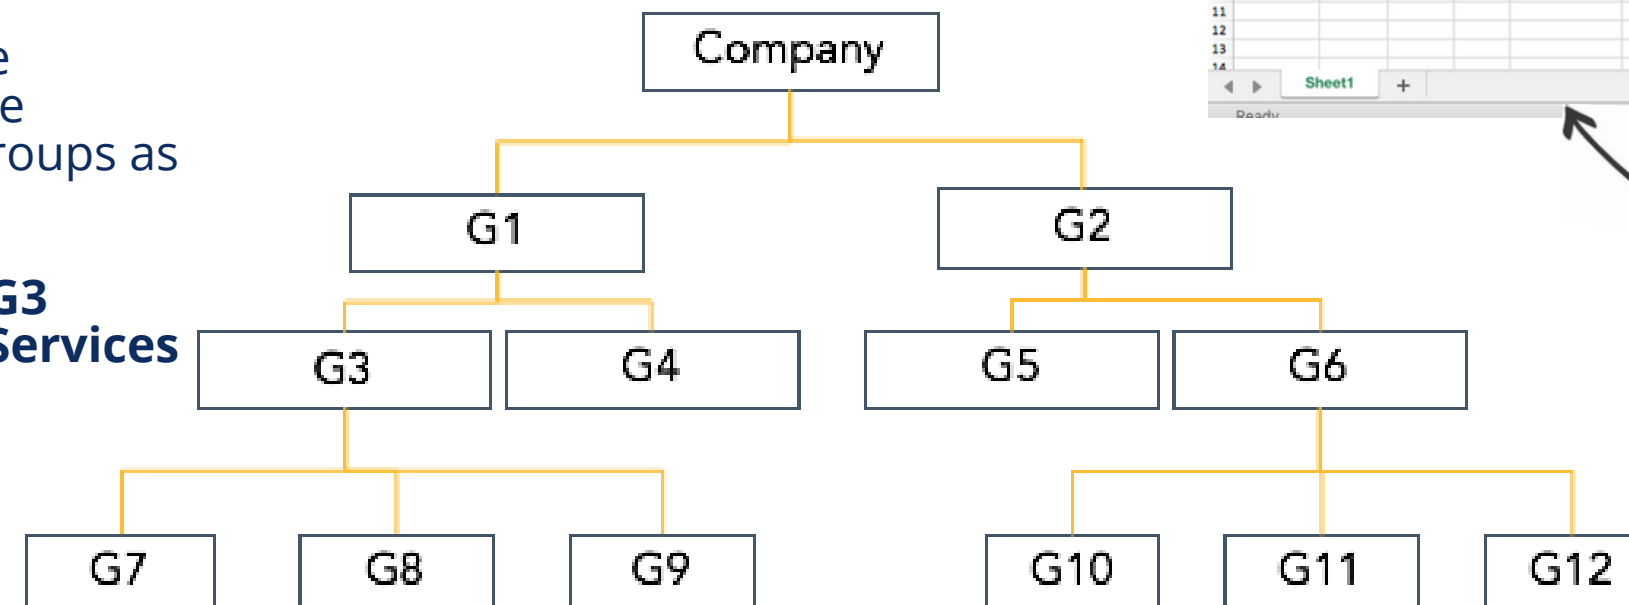 e
e
roups as
G3
Services
Company
G1
G2
G3
G4
G5
G6
G7
G8
G9
G10
G11
G12
11
12
13
14
Sheet1
+
Ready